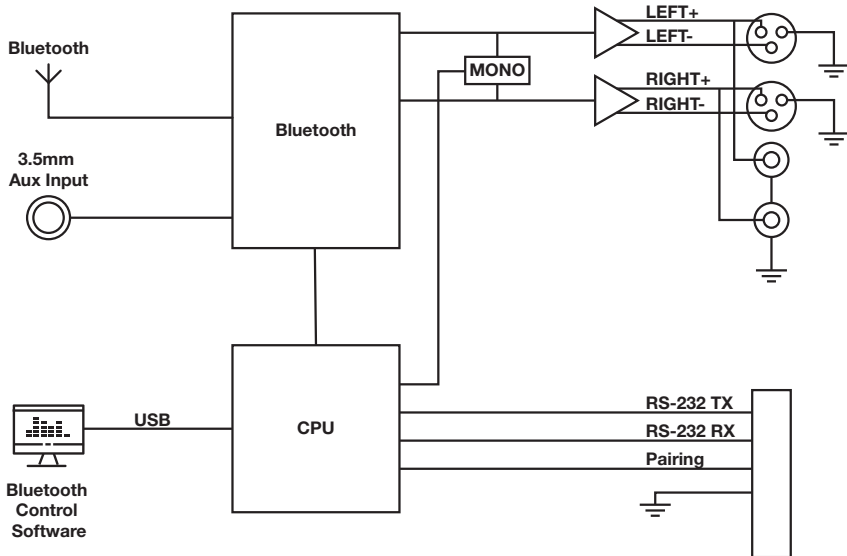 LEFT+
LEFT-
Bluetooth
MONO
RIGHT+
RIGHT-
Bluetooth
3.5mm
Aux Input
RS-232 TX
USB
CPU
RS-232 RX
Pairing
Bluetooth
Control
Software